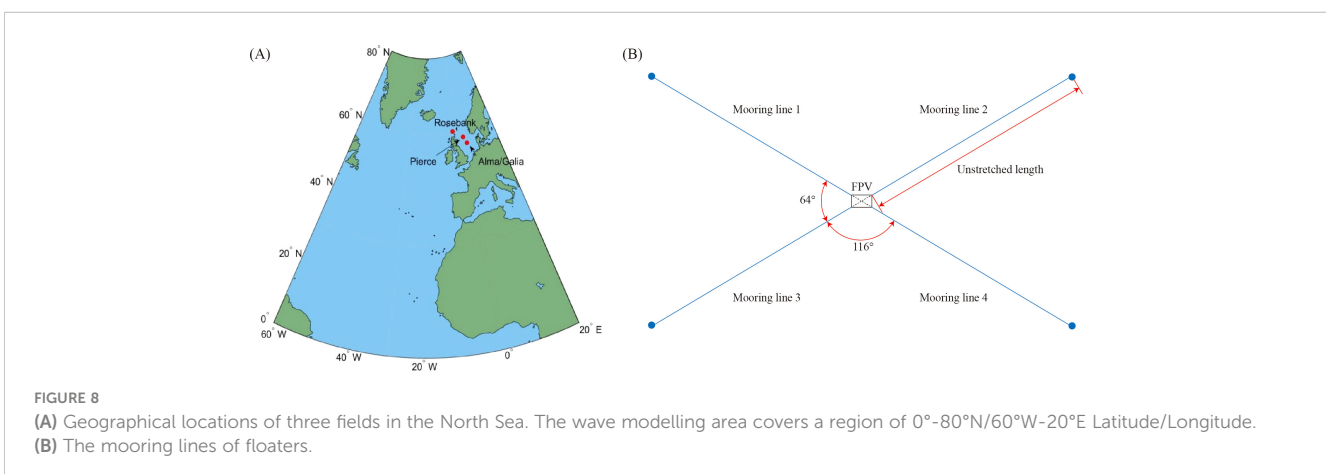 (A)
80° N
60° N
Rosebank
Pierce
Alma/Galia
40° N
20° N
0°
60° W
20° E
40° W
0°
20° W
(B)
Mooring line 1
Mooring line 2
Unstretched length
FPV
64°
116°
Mooring line 3
Mooring line 4
FIGURE 8
(A) Geographical locations of three fields in the North Sea. The wave modelling area covers a region of 0°-80°N/60°W-20°E Latitude/Longitude.
(B) The mooring lines of floaters.